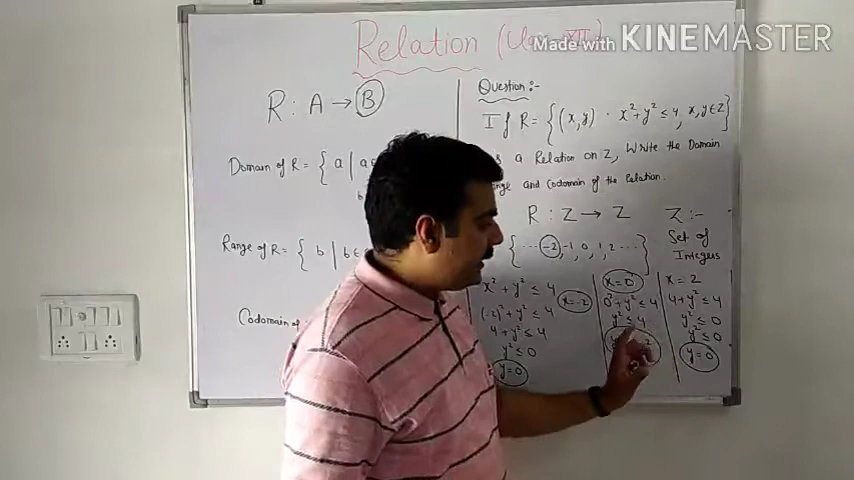 Relation (Class-XII)
Made with KINEMASTER
R: A → B
Domain of R = { a | a
b
Range of R = { b | b ∈
Codomain of
Question :-
If R = {(x,y) · x²+y² ≤ 4, x,y ∈ Z}
s a Relation on Z, Write the Domain
nge and Codomain of the Relation.
R : Z → Z
Z :-
Set of
Integers
{ ... -2, -1, 0, 1, 2 ... }
x² + y² ≤ 4
(-2)² + y² ≤ 4
4 + y² ≤ 4
y² ≤ 0
y = 0
x = -2
x = 0
0² + y² ≤ 4
y² ≤ 4
x = 2
4 + y² ≤ 4
y² ≤ 0
y² ≤ 0
y = 0